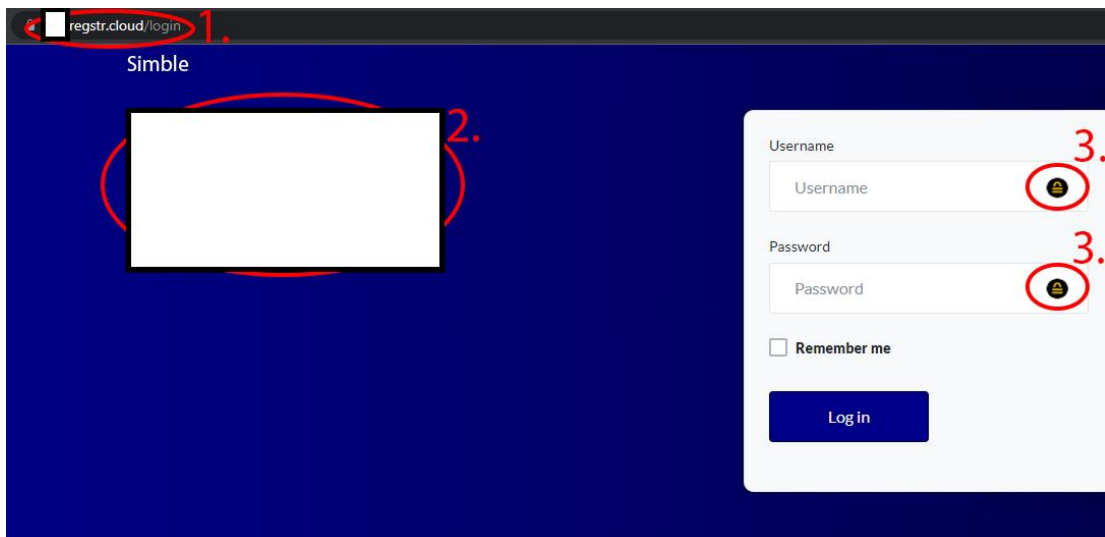 regstr.cloud/login
1.
Simble
2.
Username
3.
Username
Password
3.
Password
Remember me
Log in